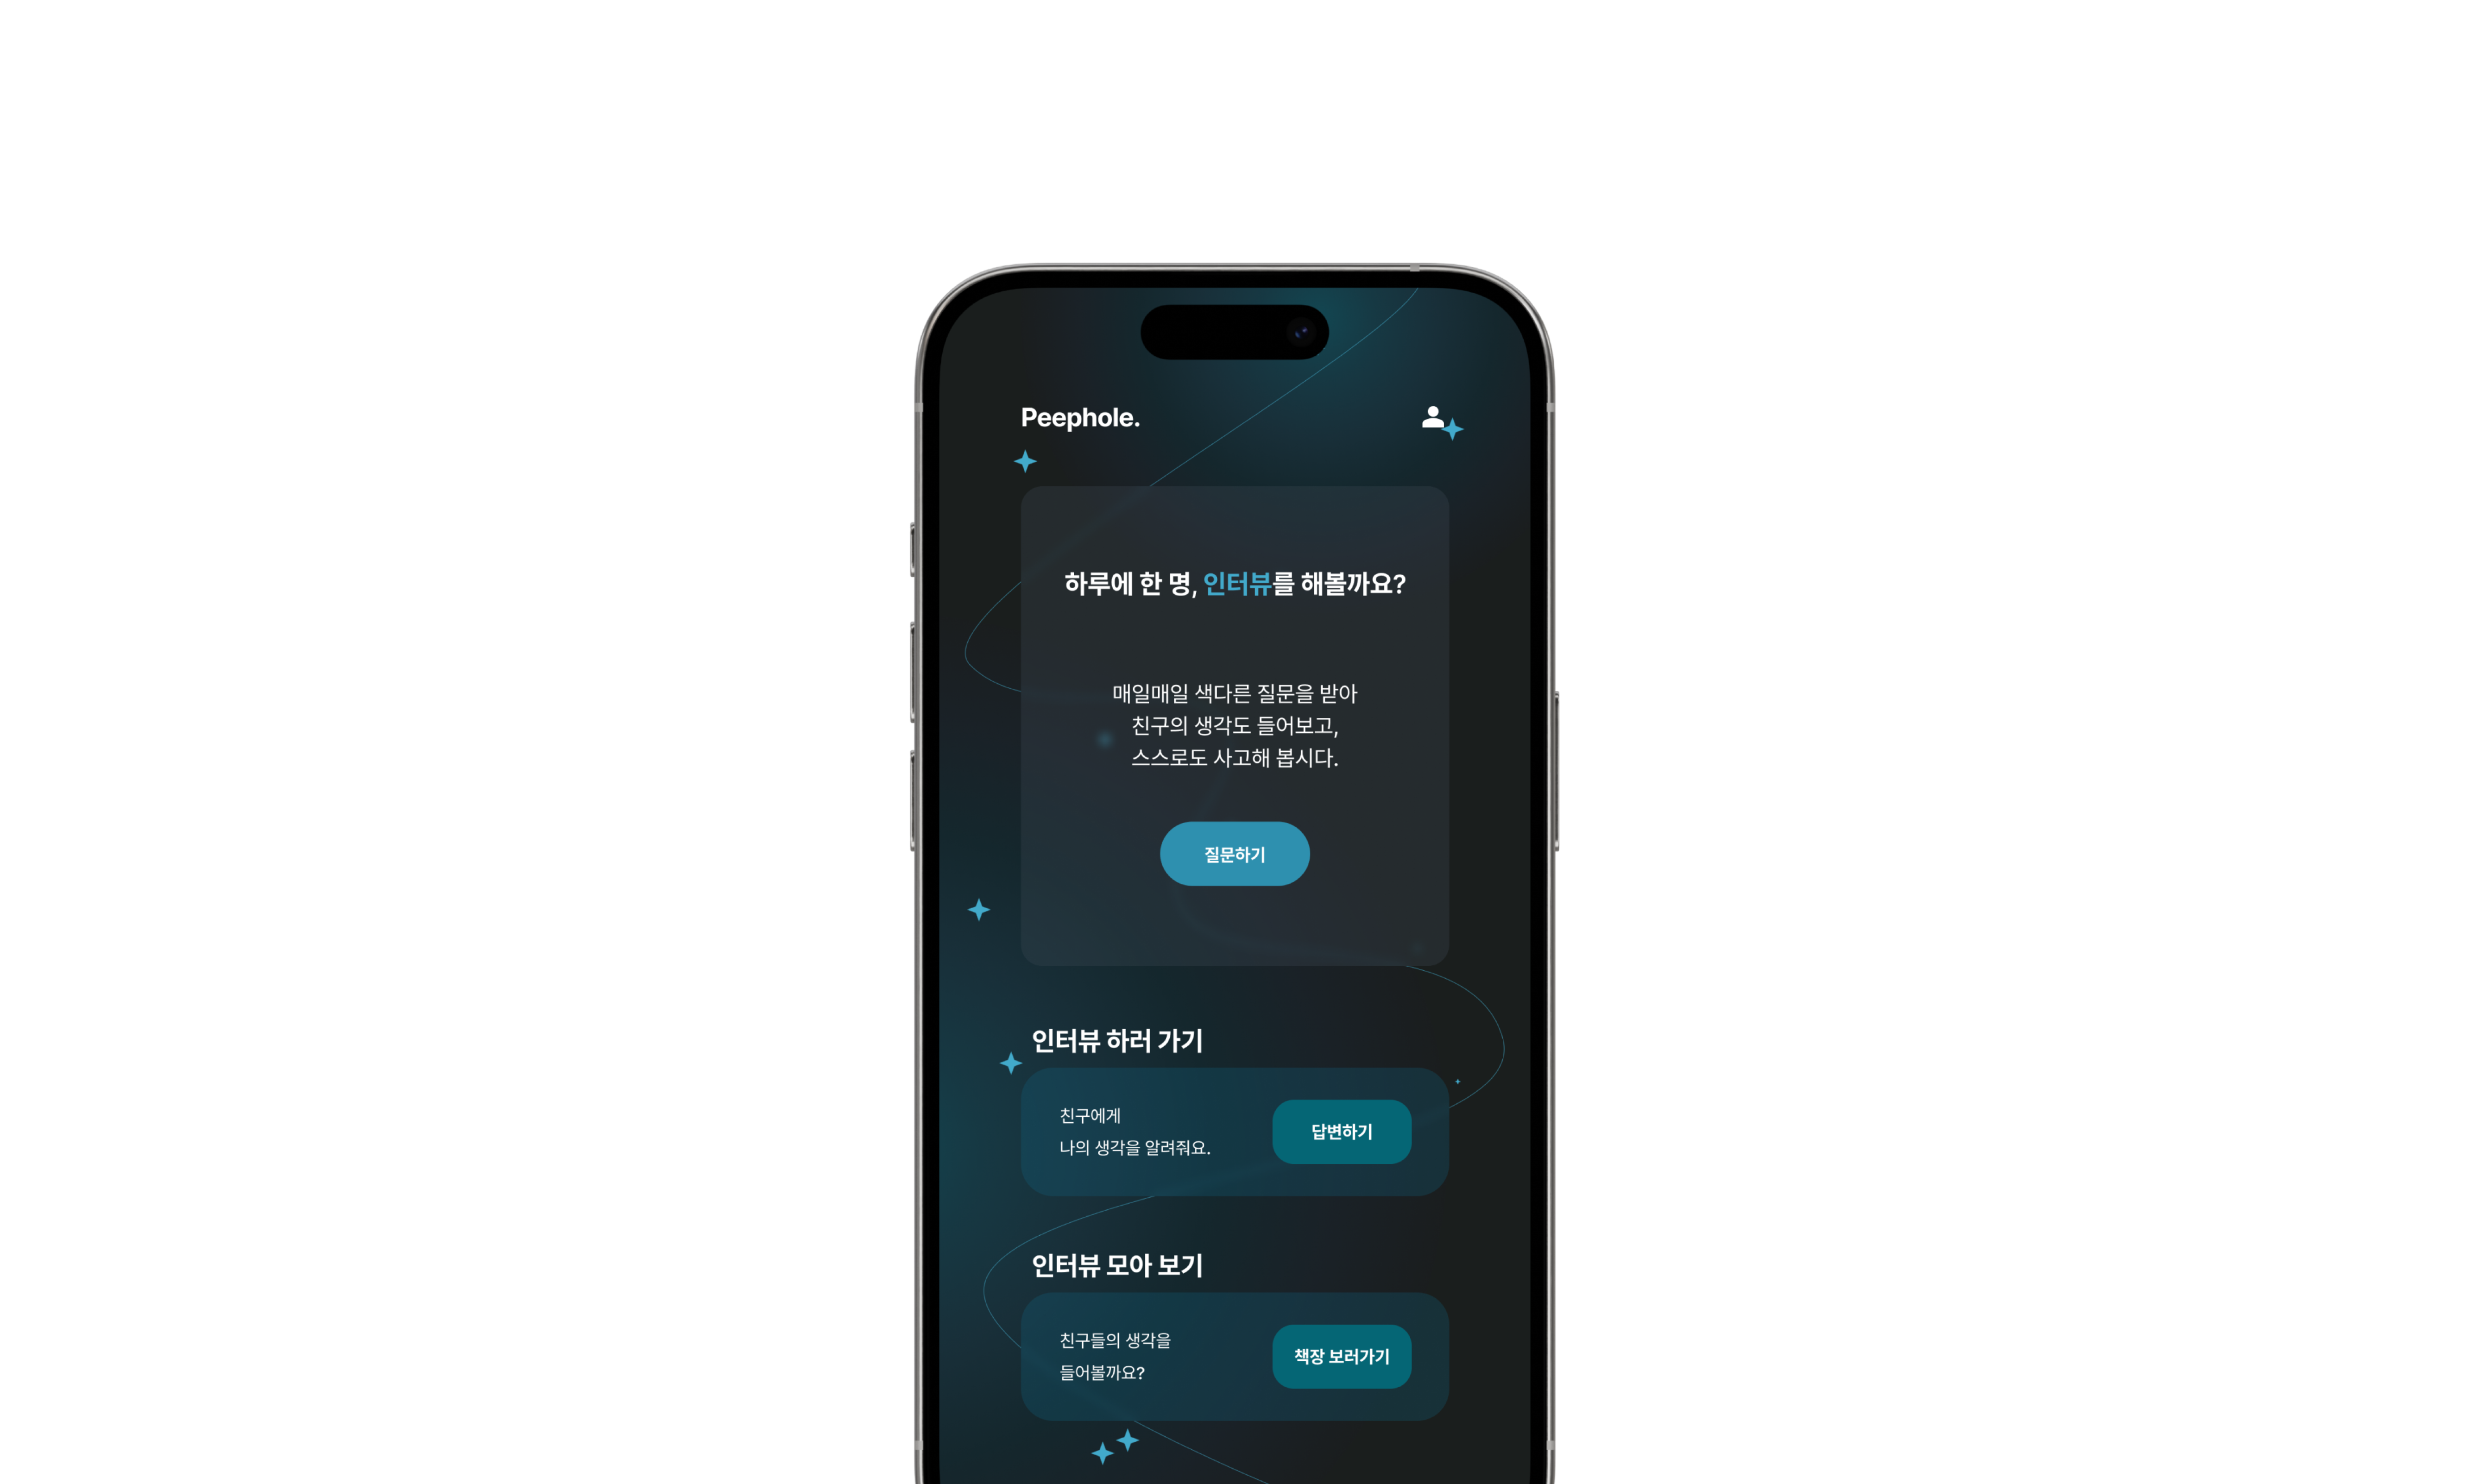 Peephole.
하루에 한 명, 인터뷰를 해볼까요?
매일매일 색다른 질문을 받아
친구의 생각도 들어보고,
스스로도 사고해 봅시다.
질문하기
인터뷰 하러 가기
친구에게
나의 생각을 알려줘요.
답변하기
인터뷰 모아 보기
친구들의 생각을
들어볼까요?
책장 보러가기